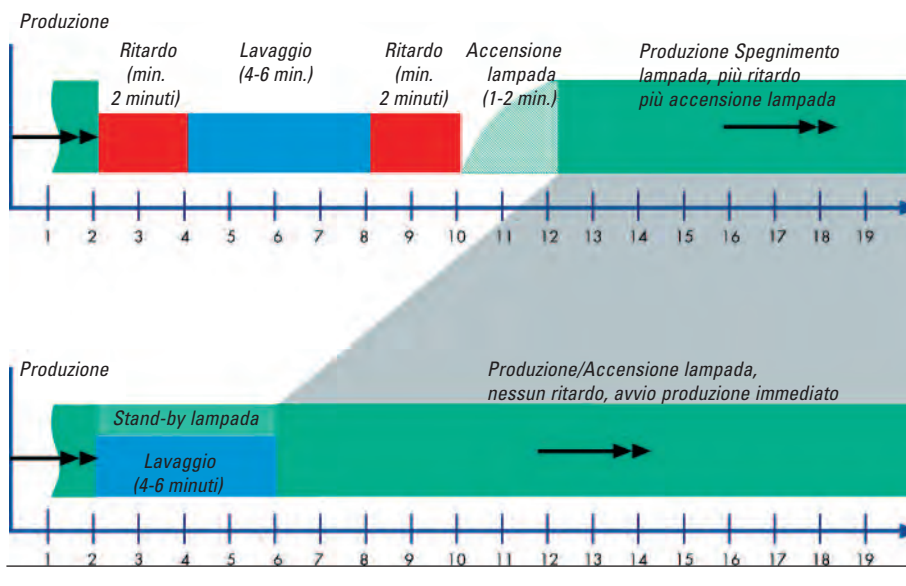 Produzione
Ritardo
(min.
2 minuti)
Lavaggio
(4-6 min.)
Ritardo
(min.
2 minuti)
Accensione
lampada
(1-2 min.)
Produzione Spegnimento
lampada, più ritardo
più accensione lampada
1 2 3 4 5 6 7 8 9 10 11 12 13 14 15 16 17 18 19
Produzione
Produzione/Accensione lampada,
nessun ritardo, avvio produzione immediato
Stand-by lampada
Lavaggio
(4-6 minuti)
1 2 3 4 5 6 7 8 9 10 11 12 13 14 15 16 17 18 19